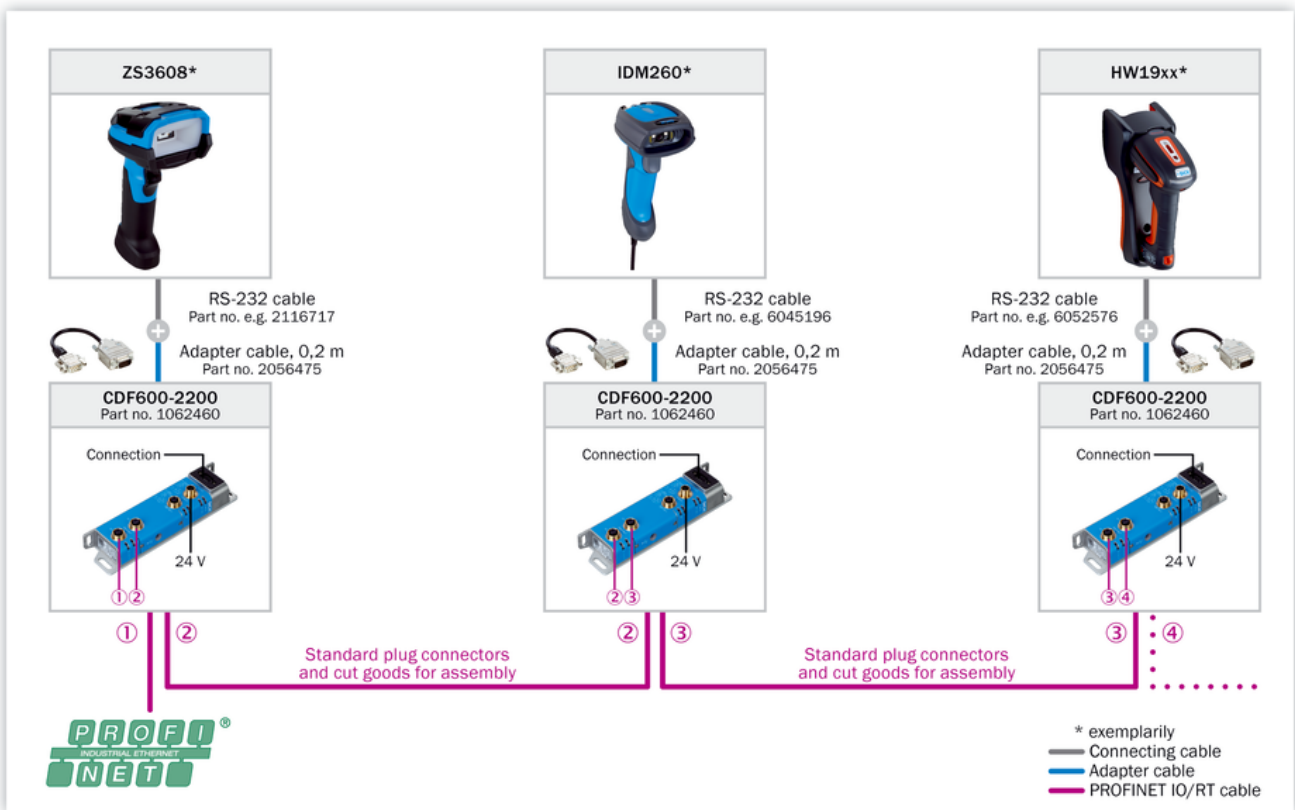 ZS3608*
IDM260*
HW19xx*
RS-232 cable
Part no. e.g. 2116717
Adapter cable, 0,2 m
Part no. 2056475
RS-232 cable
Part no. e.g. 6045196
Adapter cable, 0,2 m
Part no. 2056475
RS-232 cable
Part no. e.g. 6052576
Adapter cable, 0,2 m
Part no. 2056475
CDF600-2200
Part no. 1062460
Connection
24 V
①②
CDF600-2200
Part no. 1062460
Connection
24 V
②③
CDF600-2200
Part no. 1062460
Connection
24 V
③④
① ②
② ③
③ ④
Standard plug connectors
and cut goods for assembly
Standard plug connectors
and cut goods for assembly
PROFI®
INDUSTRIAL ETHERNET
NET
* exemplarily
Connecting cable
Adapter cable
PROFINET IO/RT cable